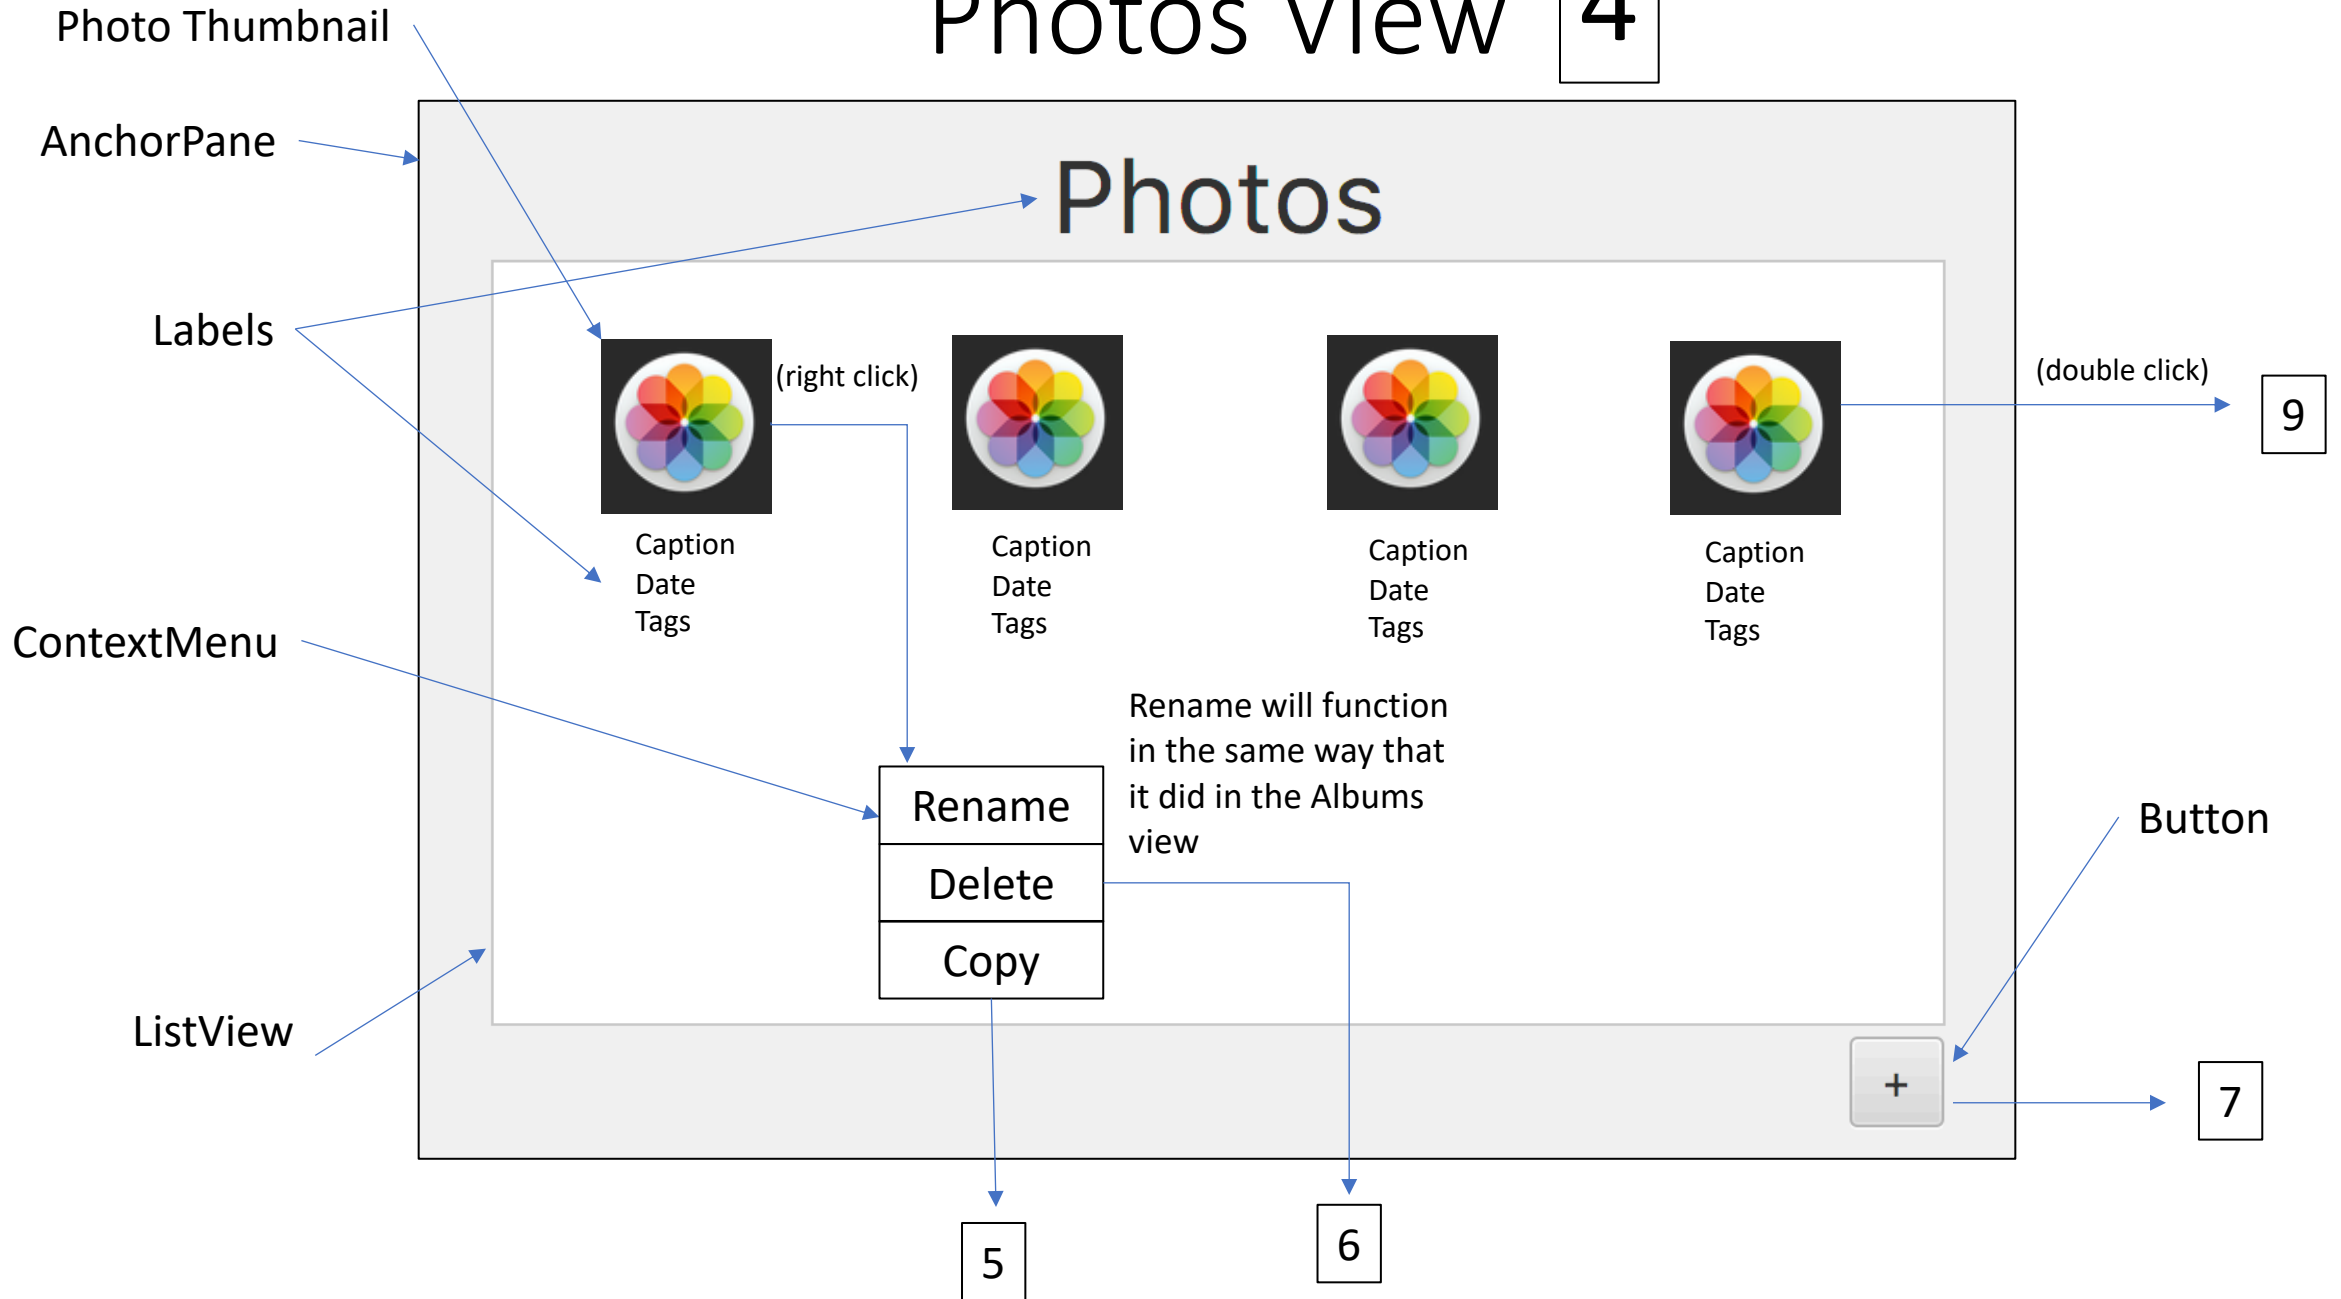 Photos View 4
Photo Thumbnail
AnchorPane
Photos
Labels
(right click)
(double click)
9
Caption
Date
Tags
Caption
Date
Tags
Caption
Date
Tags
Caption
Date
Tags
ContextMenu
Rename will function
in the same way that
it did in the Albums
view
Rename
Delete
Copy
Button
ListView
+
7
5
6